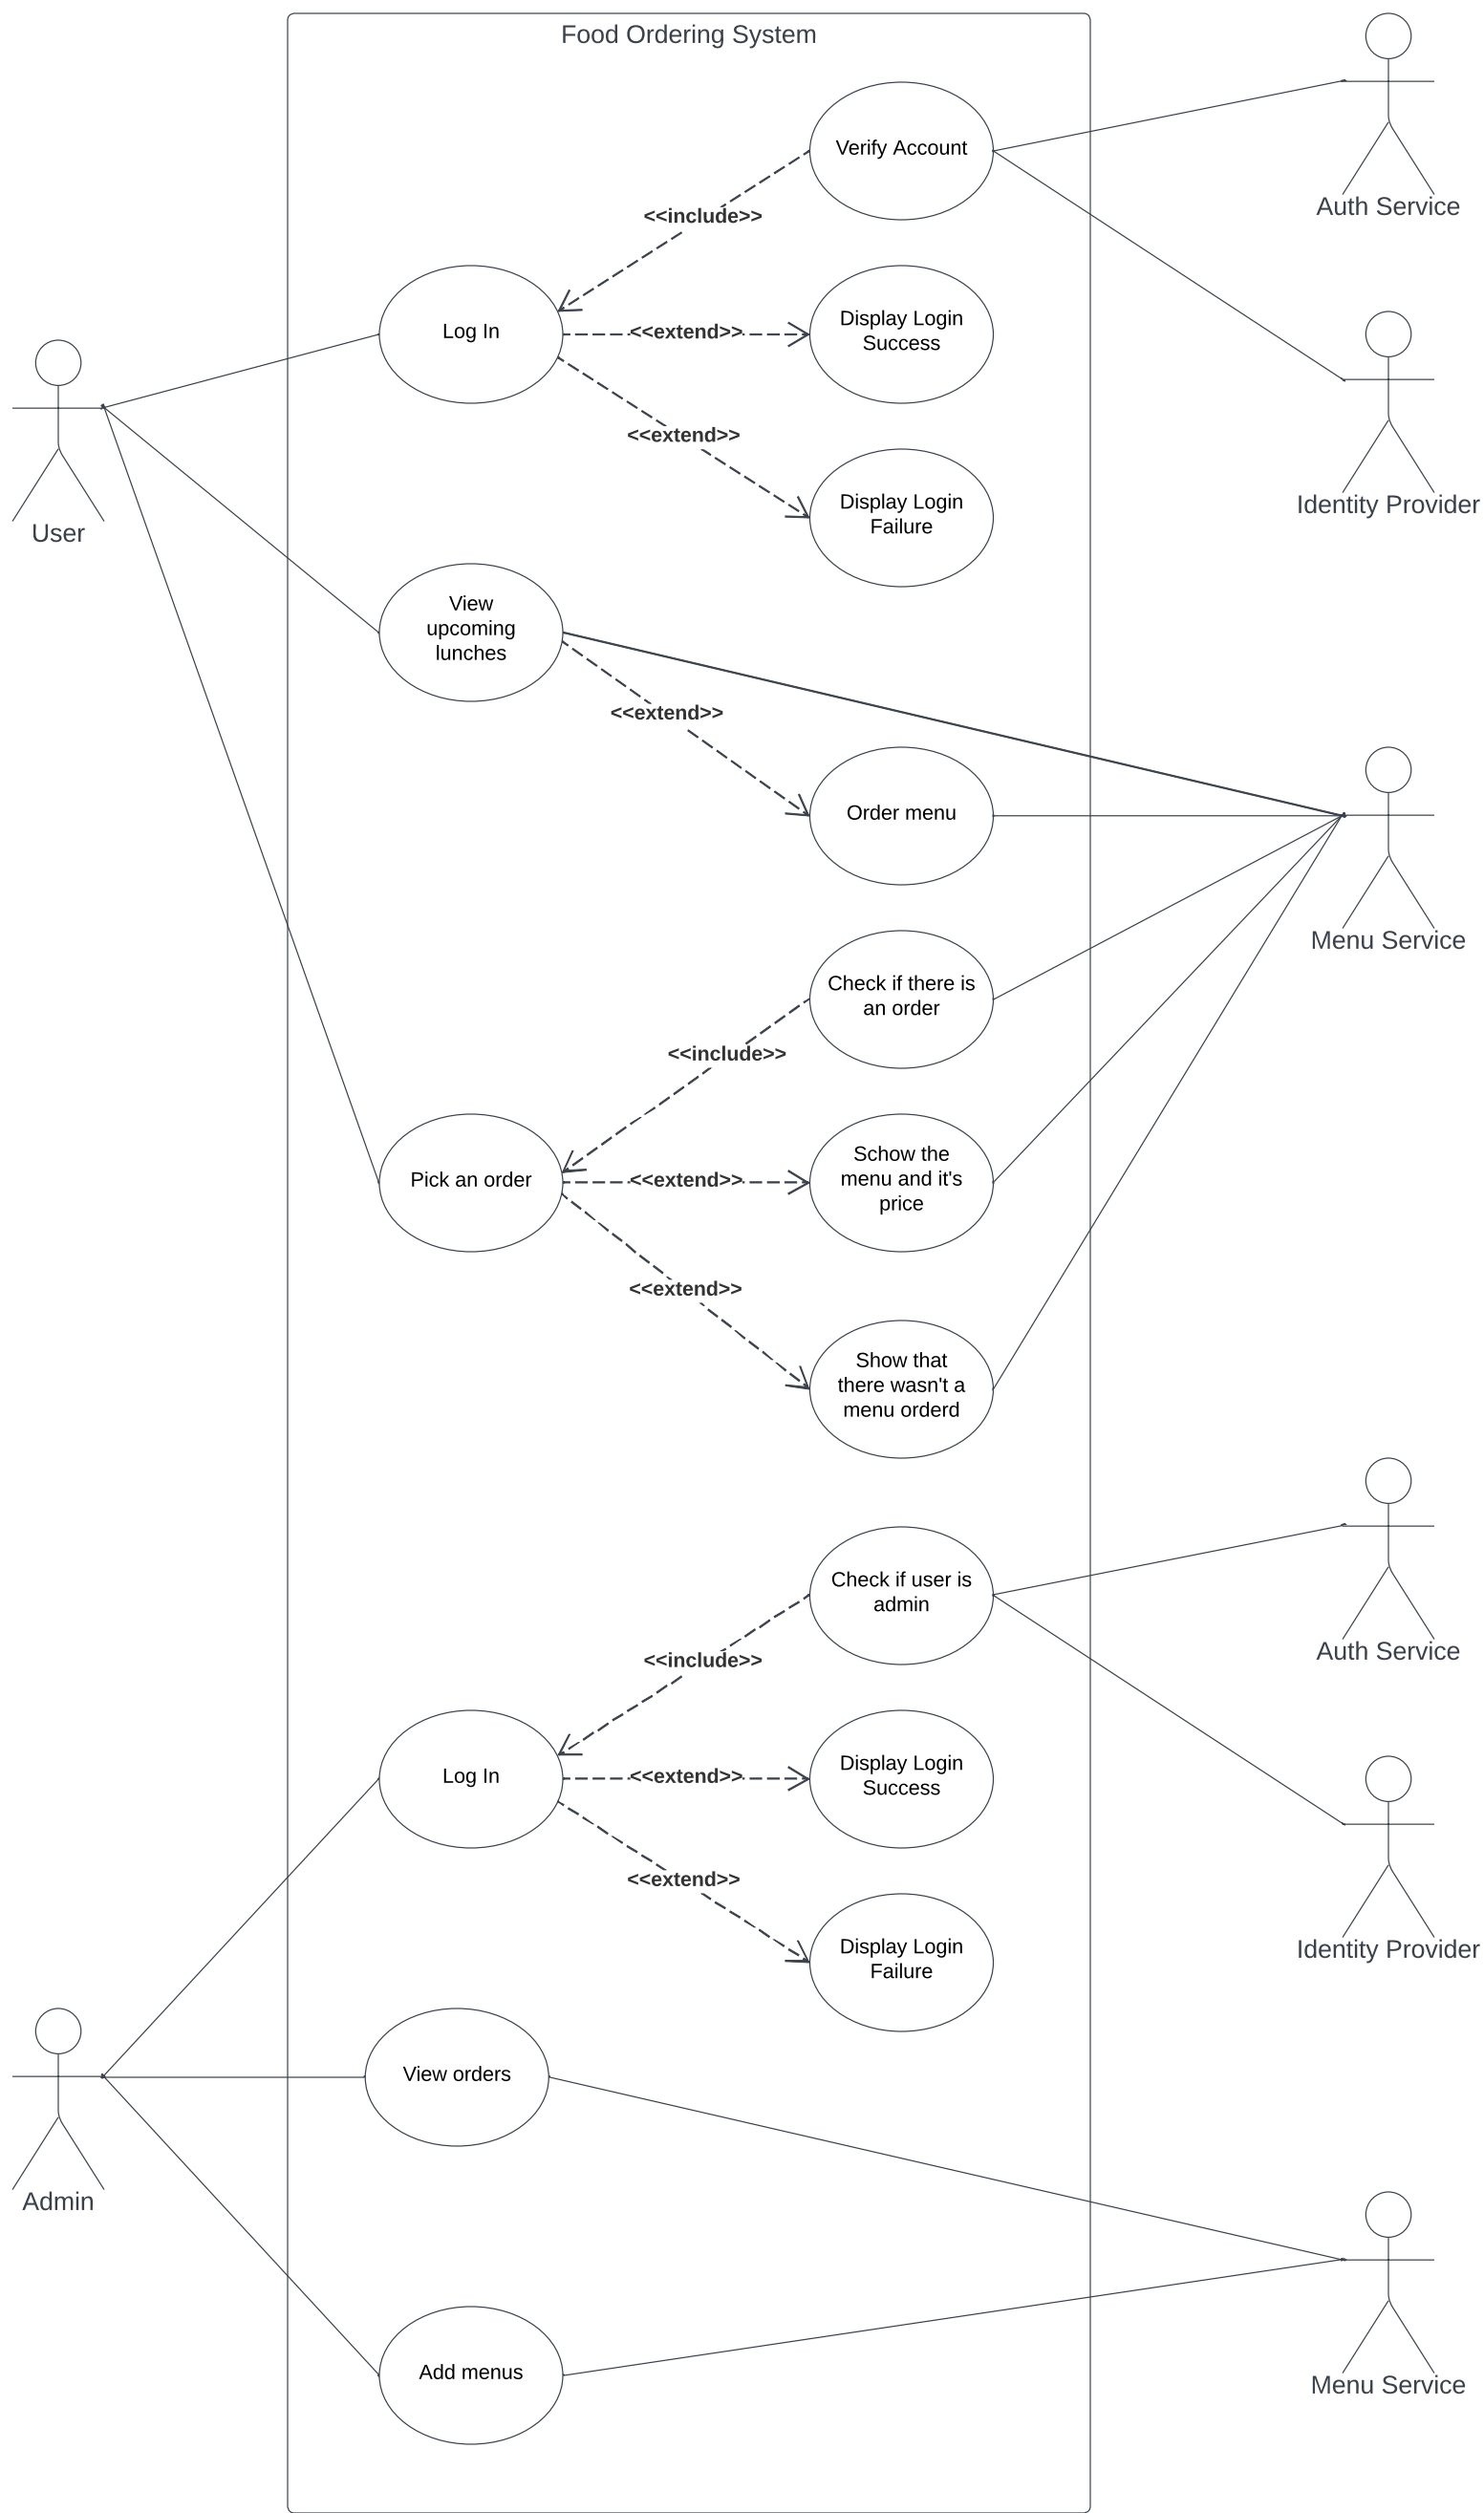 Food Ordering System
Verify Account
Auth Service
<<include>>
Log In
<<extend>>
Display Login
Success
Identity Provider
User
<<extend>>
Display Login
Failure
View
upcoming
lunches
<<extend>>
Order menu
Menu Service
Check if there is
an order
<<include>>
Pick an order
<<extend>>
Schow the
menu and it's
price
<<extend>>
Show that
there wasn't a
menu orderd
Check if user is
admin
Auth Service
<<include>>
Log In
<<extend>>
Display Login
Success
<<extend>>
Display Login
Failure
Identity Provider
View orders
Admin
Add menus
Menu Service